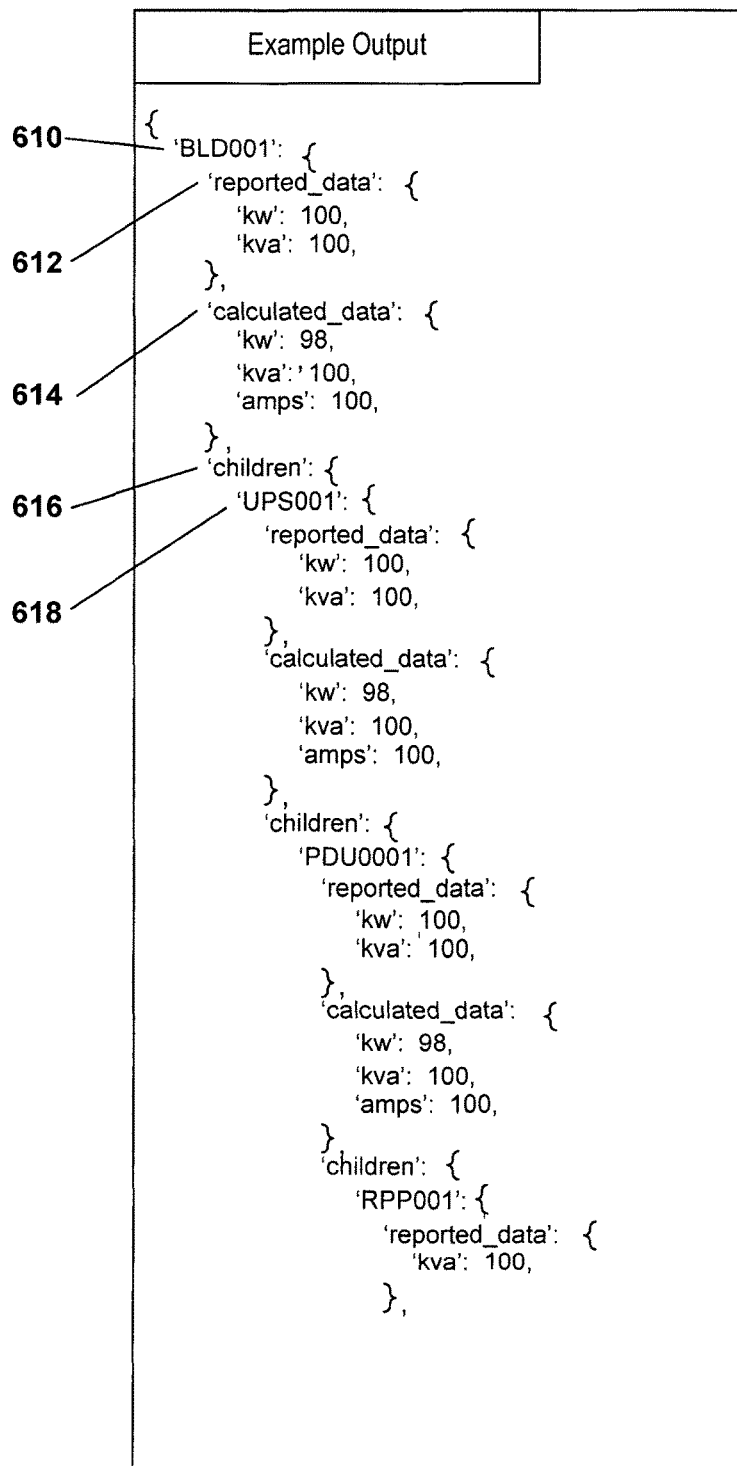 Example Output
{
610 'BLD001': {
612 'reported_data': {
'kw': 100,
'kva': 100,
},
614 'calculated_data': {
'kw': 98,
'kva': 100,
'amps': 100,
},
616 'children': {
618 'UPS001': {
'reported_data': {
'kw': 100,
'kva': 100,
},
'calculated_data': {
'kw': 98,
'kva': 100,
'amps': 100,
},
'children': {
'PDU0001': {
'reported_data': {
'kw': 100,
'kva': 100,
},
'calculated_data': {
'kw': 98,
'kva': 100,
'amps': 100,
},
'children': {
'RPP001': {
'reported_data': {
'kva': 100,
},